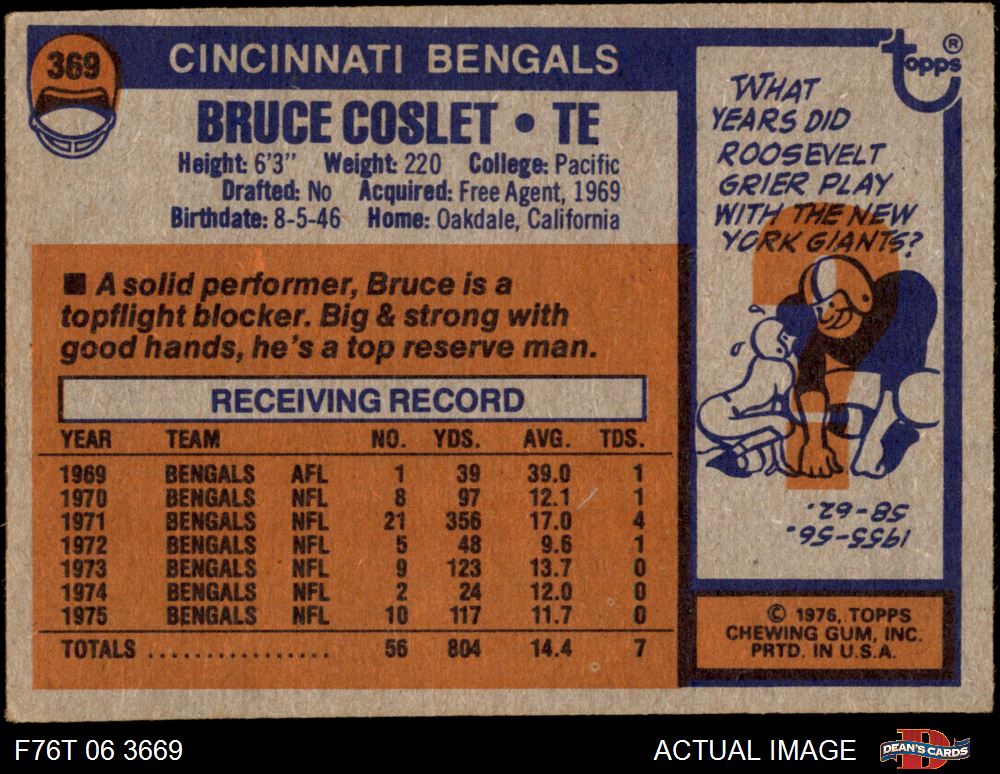 369
CINCINNATI BENGALS
BRUCE COSLET • TE
Height: 6'3" Weight: 220 College: Pacific
Drafted: No Acquired: Free Agent, 1969
Birthdate: 8-5-46 Home: Oakdale, California
■ A solid performer, Bruce is a
topflight blocker. Big & strong with
good hands, he's a top reserve man.
RECEIVING RECORD
YEAR TEAM NO. YDS. AVG. TDS.
1969 BENGALS AFL 1 39 39.0 1
1970 BENGALS NFL 8 97 12.1 1
1971 BENGALS NFL 21 356 17.0 4
1972 BENGALS NFL 5 48 9.6 1
1973 BENGALS NFL 9 123 13.7 0
1974 BENGALS NFL 2 24 12.0 0
1975 BENGALS NFL 10 117 11.7 0
TOTALS ................ 56 804 14.4 7
topps ®
WHAT
YEARS DID
ROOSEVELT
GRIER PLAY
WITH THE NEW
YORK GIANTS?
?
1955-56,
58-62.
© 1976, TOPPS
CHEWING GUM, INC.
PRTD. IN U.S.A.
F76T 06 3669
ACTUAL IMAGE
DEAN'S CARDS